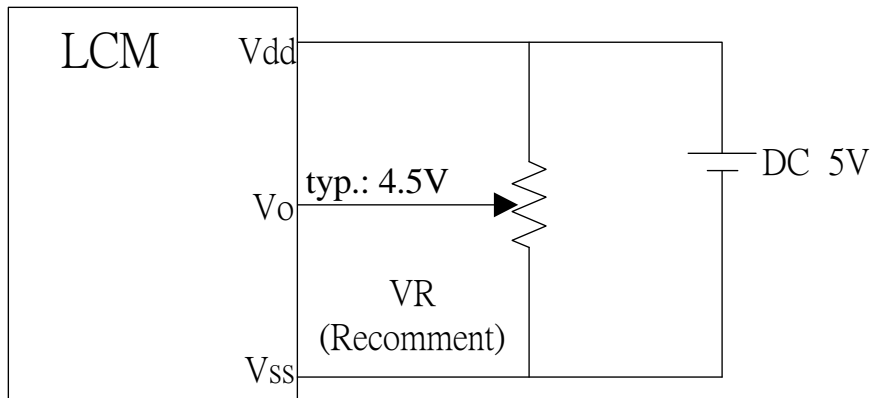 LCM
Vdd
typ.: 4.5V
DC 5V
Vo
VR
(Recomment)
Vss